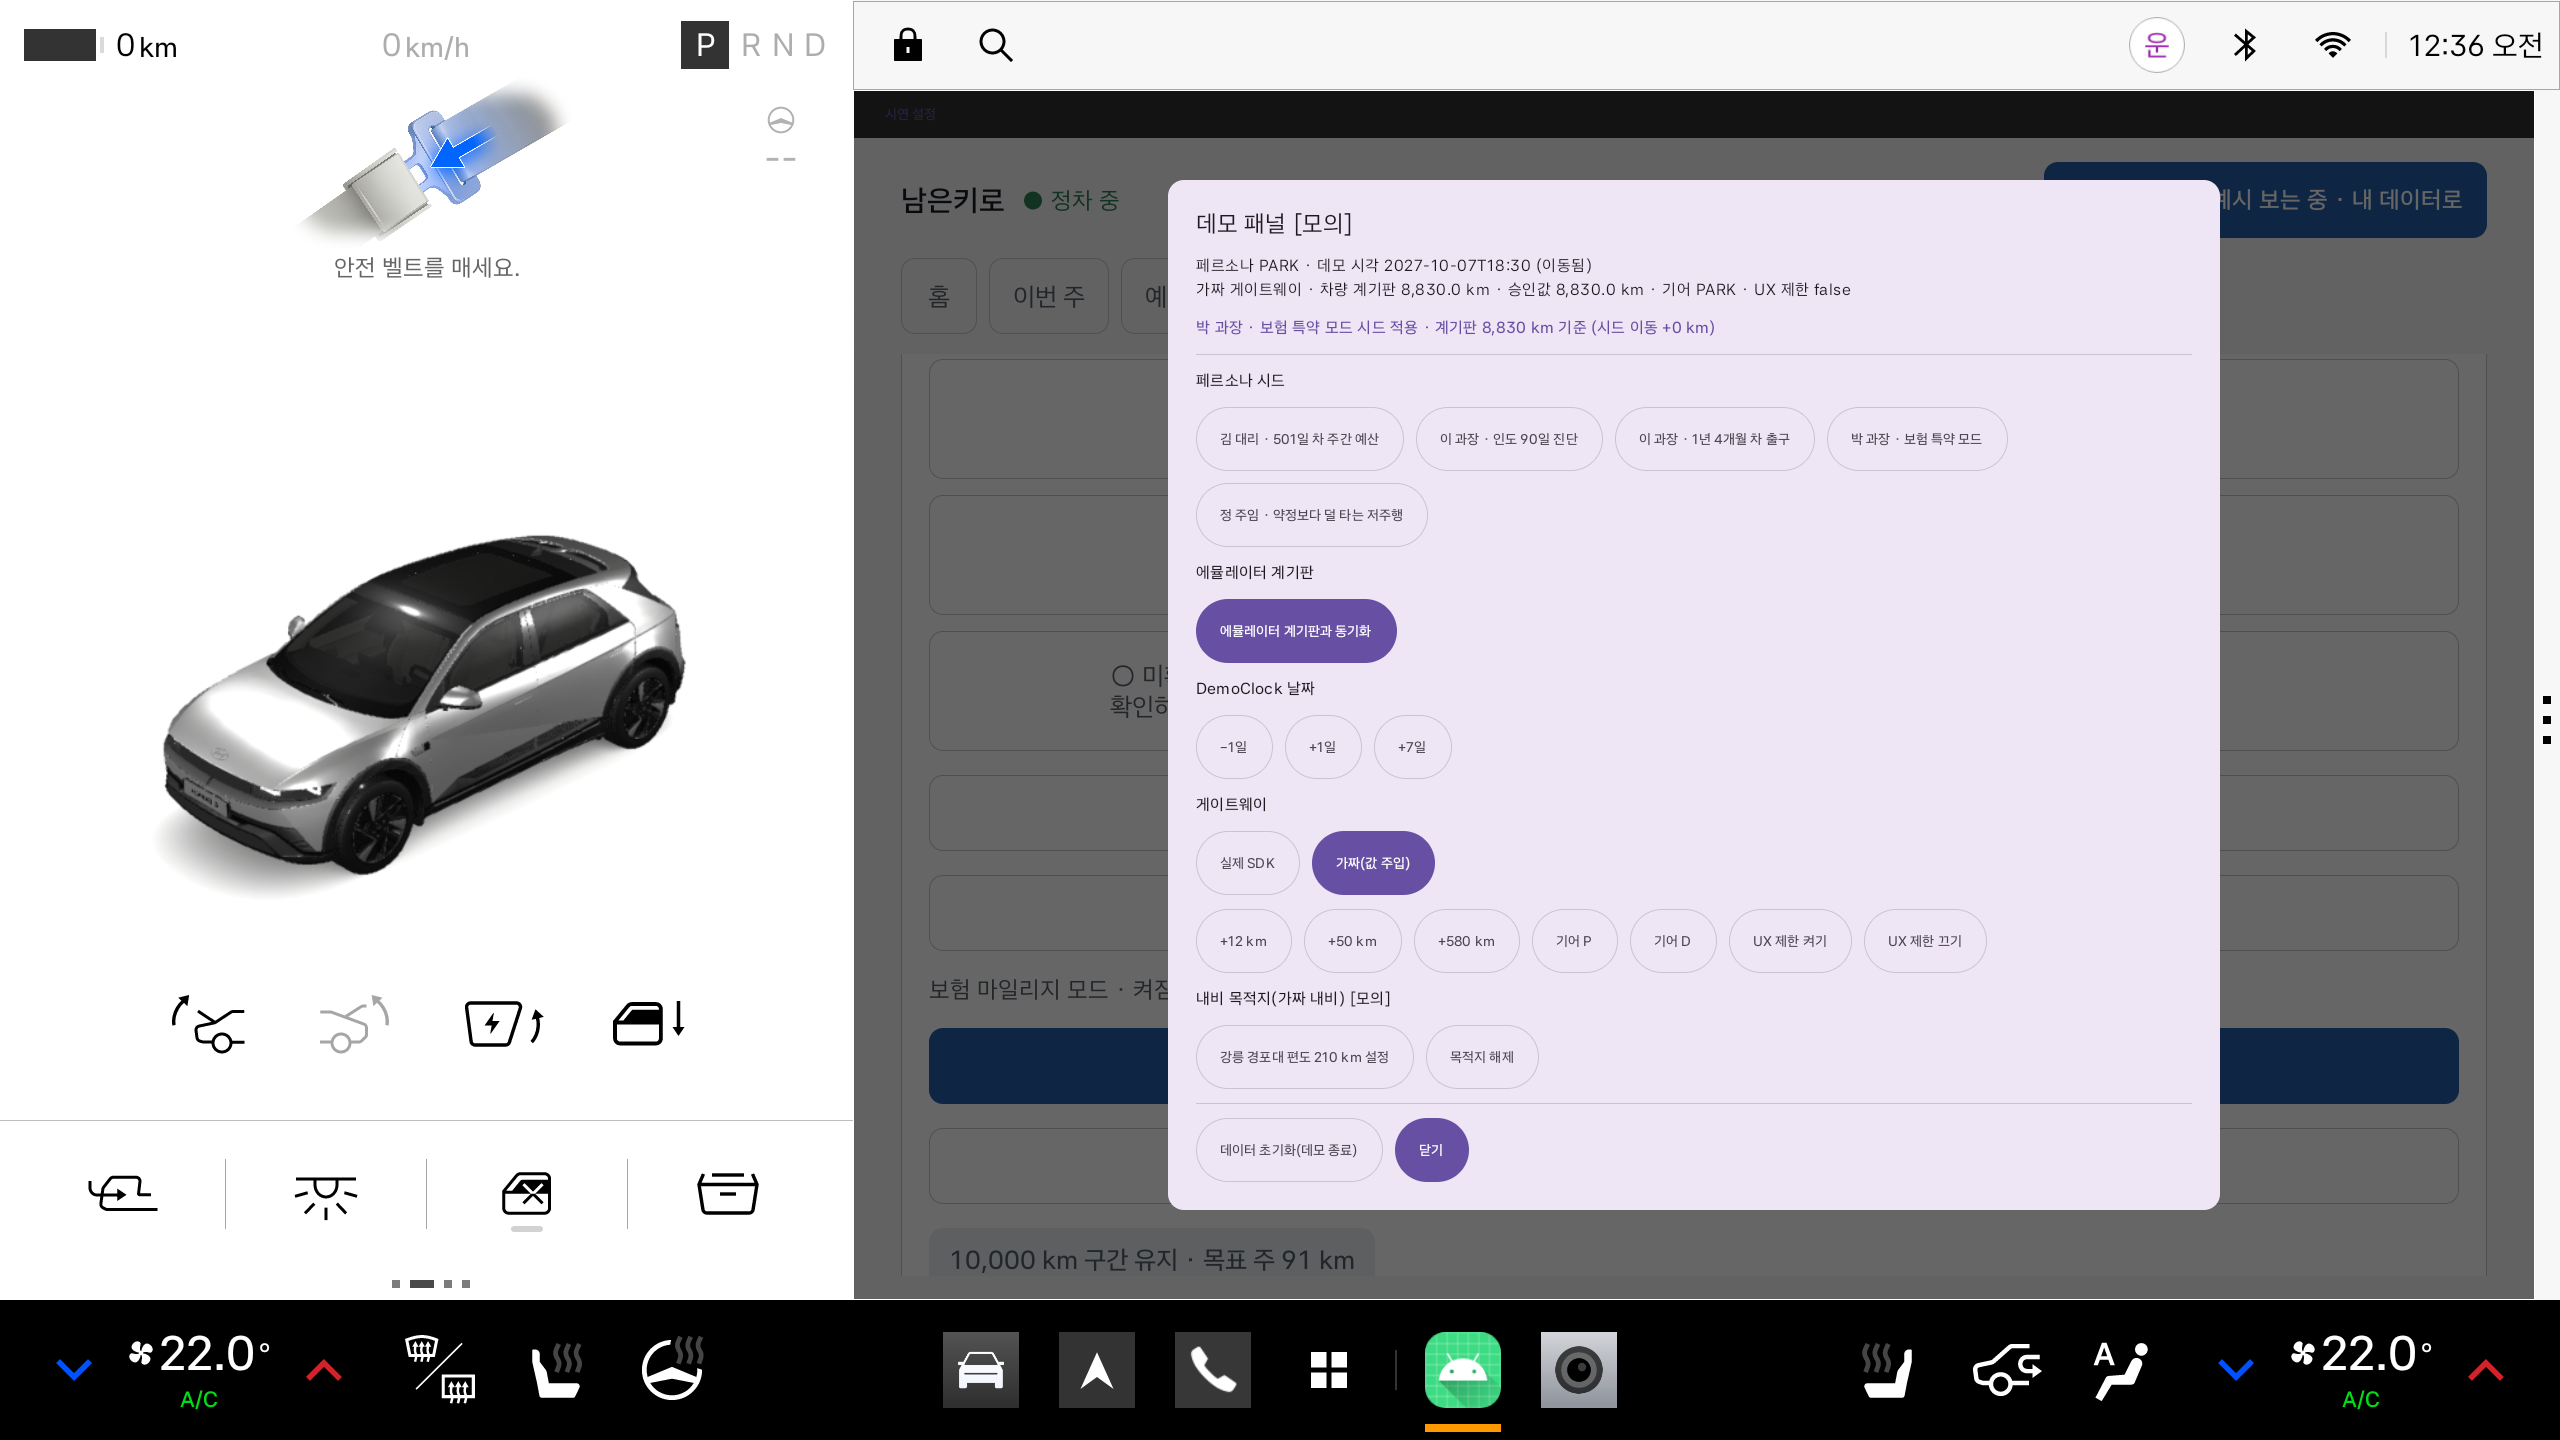 0 km
0 km/h
P R N D
안전 벨트를 매세요.
운
12:36 오전
시연 설정
남은키로
정차 중
예시 보는 중 · 내 데이터로
홈
이번 주
데모 패널 [모의]
페르소나 PARK · 데모 시각 2027-10-07T18:30 (이동됨)
가짜 게이트웨이 · 차량 계기판 8,830.0 km · 승인값 8,830.0 km · 기어 PARK · UX 제한 false
박 과장 · 보험 특약 모드 시드 적용 · 계기판 8,830 km 기준 (시드 이동 +0 km)
페르소나 시드
김 대리 · 501일 차 주간 예산
이 과장 · 인도 90일 진단
이 과장 · 1년 4개월 차 출구
박 과장 · 보험 특약 모드
정 주임 · 약정보다 덜 타는 저주행
에뮬레이터 계기판
에뮬레이터 계기판과 동기화
DemoClock 날짜
−1일
+1일
+7일
게이트웨이
실제 SDK
가짜(값 주입)
+12 km
+50 km
+580 km
기어 P
기어 D
UX 제한 켜기
UX 제한 끄기
내비 목적지(가짜 내비) [모의]
강릉 경포대 편도 210 km 설정
목적지 해제
데이터 초기화(데모 종료)
닫기
보험 마일리지 모드 · 켜짐
10,000 km 구간 유지 · 목표 주 91 km
22.0°
A/C
A
22.0°
A/C